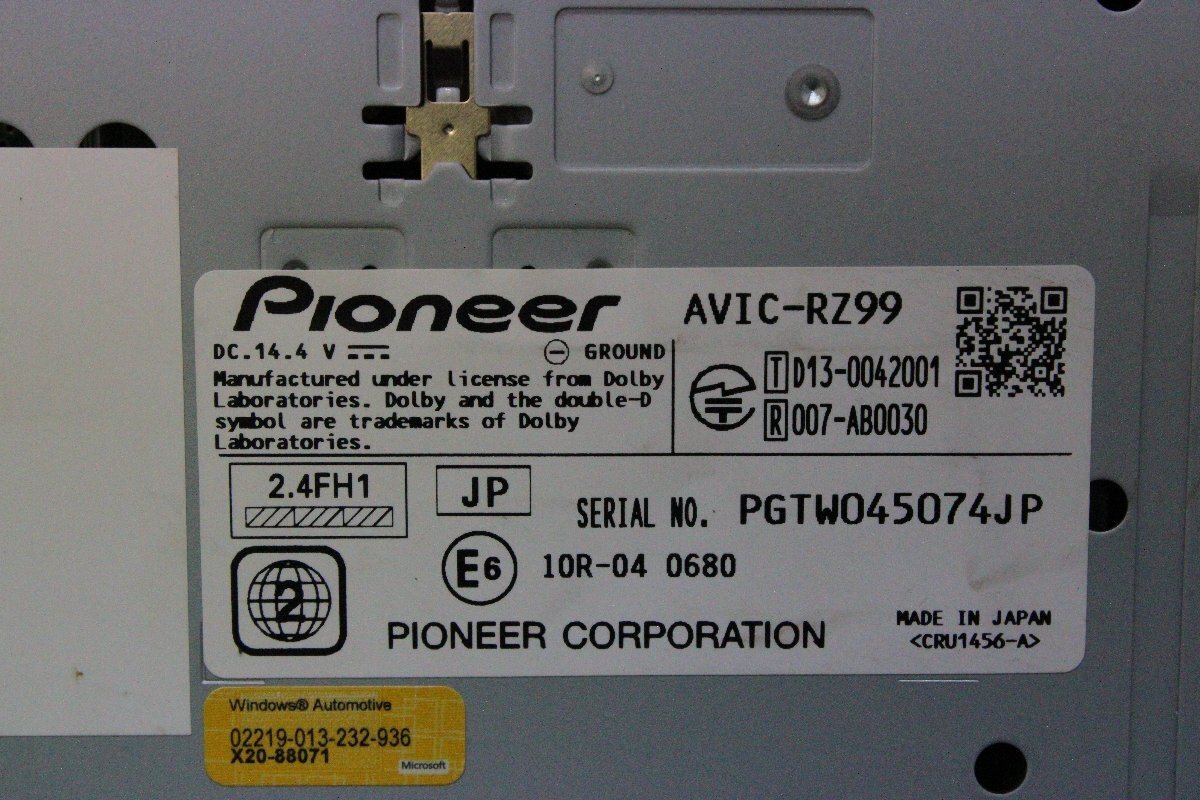 Pioneer
AVIC-RZ99
DC.14.4 V
GROUND
Manufactured under license from Dolby
Laboratories. Dolby and the double-D
symbol are trademarks of Dolby
Laboratories.
T D13-0042001
R 007-AB0030
2.4FH1
JP
SERIAL NO. PGTW045074JP
2
E6 10R-04 0680
PIONEER CORPORATION
MADE IN JAPAN
<CRU1456-A>
Windows® Automotive
02219-013-232-936
X20-88071
Microsoft